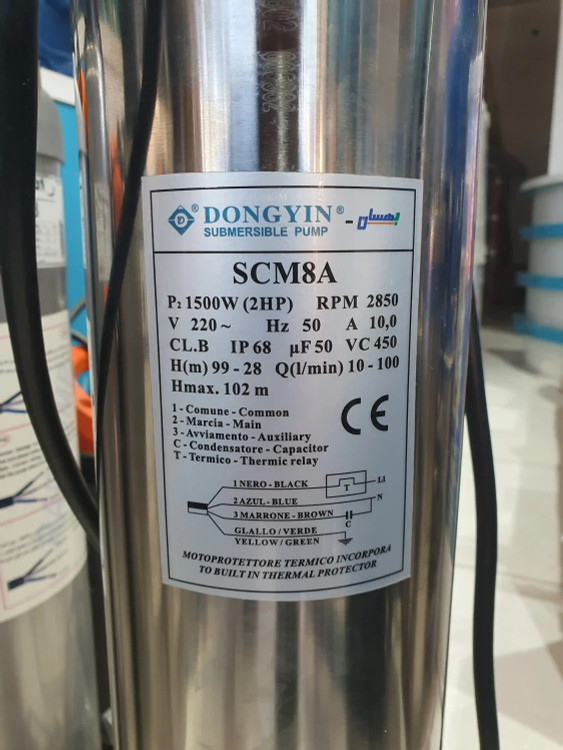 D® DONGYIN® - بهسان
SUBMERSIBLE PUMP
SCM8A
P2 1500W (2HP) RPM 2850
V 220 ~ Hz 50 A 10,0
CL.B IP 68 µF 50 VC 450
H(m) 99 - 28 Q(l/min) 10 - 100
Hmax. 102 m
1 - Comune - Common
2 - Marcia - Main
3 - Avviamento - Auxiliary
C - Condensatore - Capacitor
T - Termico - Thermic relay
CE
1 NERO - BLACK T L1
2 AZUL - BLUE N
3 MARRONE - BROWN C
GLALLO / VERDE
YELLOW / GREEN
MOTOPROTETTORE TERMICO INCORPORA
TO BUILT IN THERMAL PROTECTOR